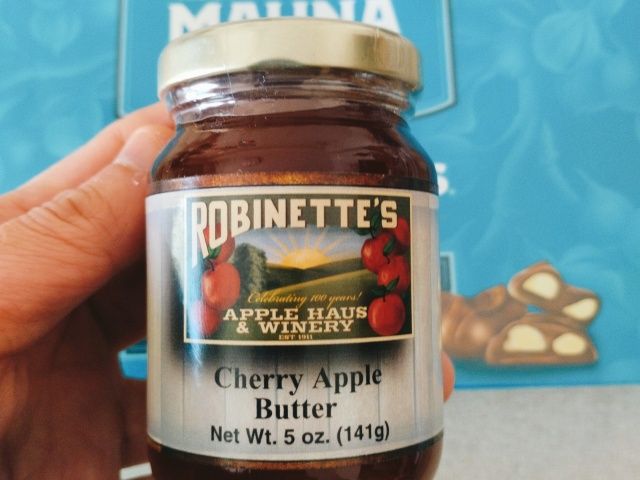 MAUNA
ROBINETTE'S
Celebrating 100 years!
APPLE HAUS
& WINERY
EST 1911
Cherry Apple
Butter
Net Wt. 5 oz. (141g)